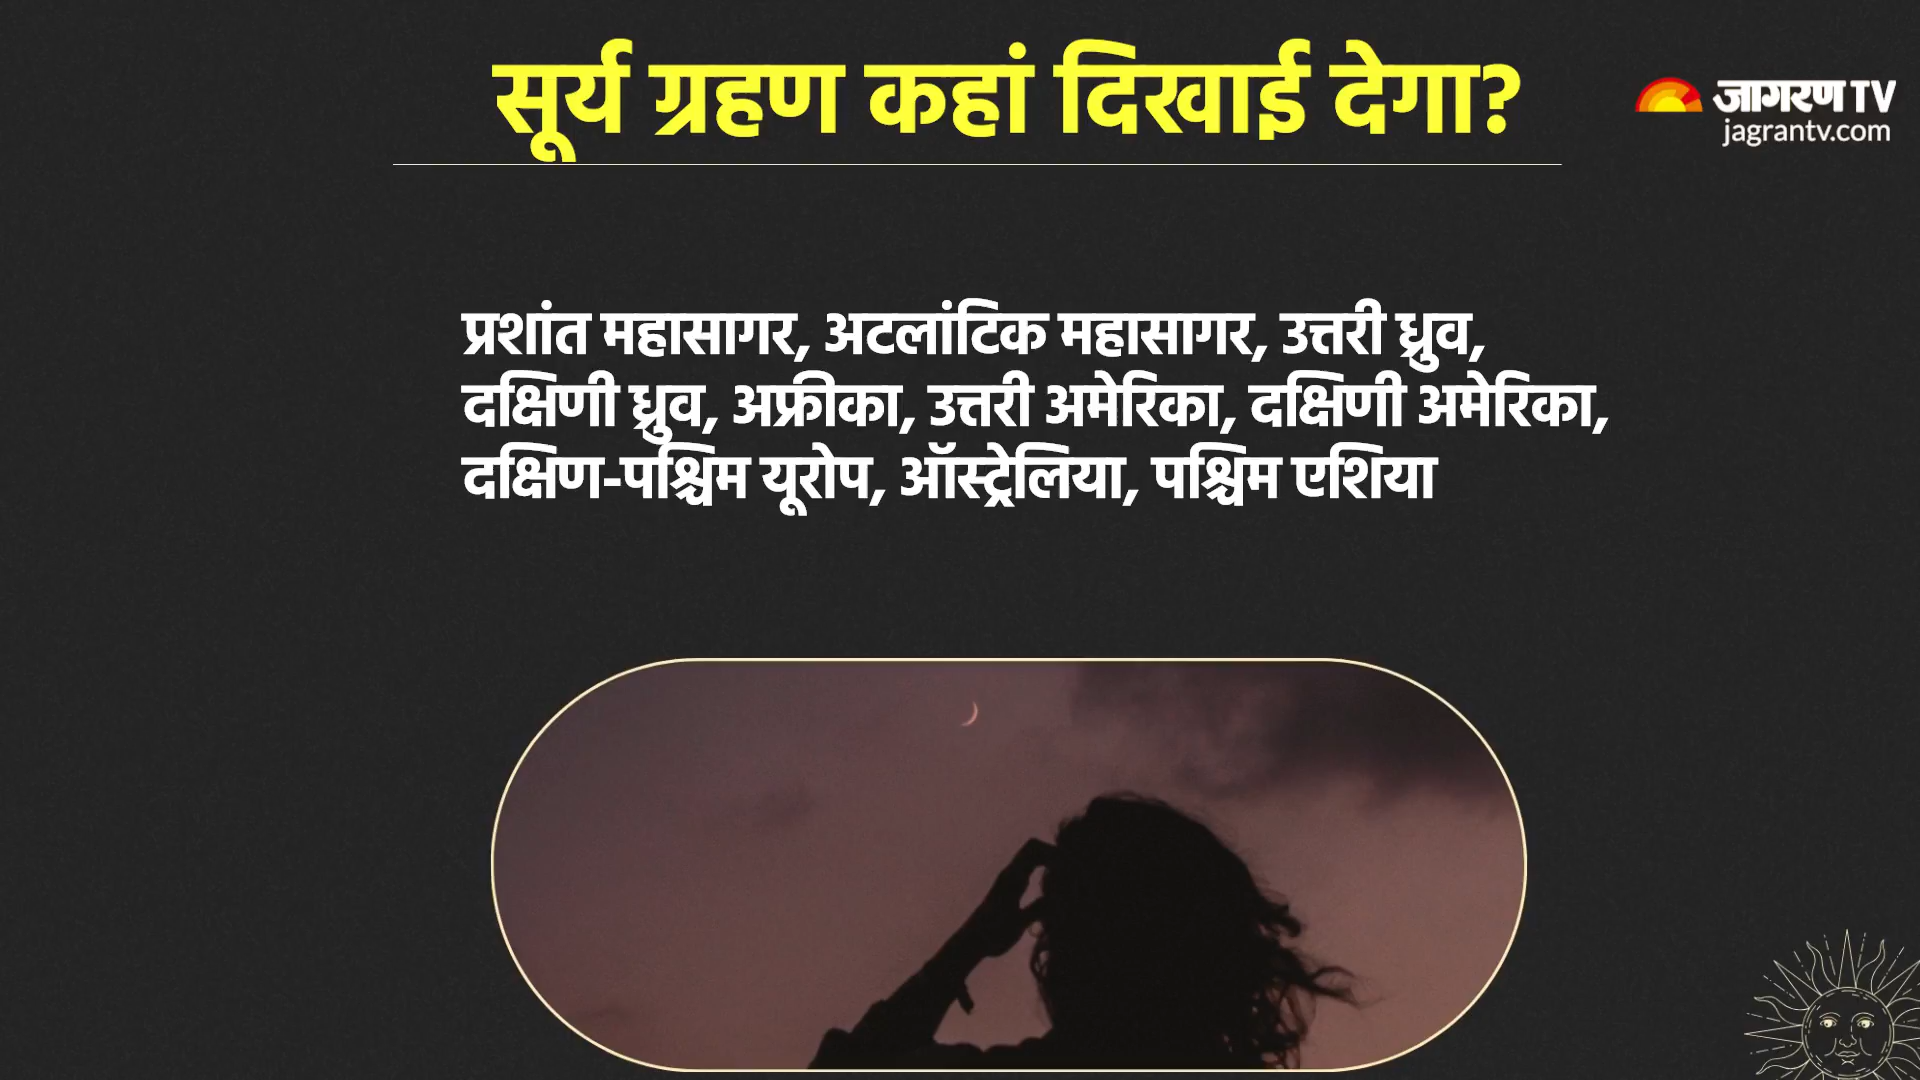 सूर्य ग्रहण कहां दिखाई देगा?
जागरण TV
jagrantv.com
प्रशांत महासागर, अटलांटिक महासागर, उत्तरी ध्रुव,
दक्षिणी ध्रुव, अफ्रीका, उत्तरी अमेरिका, दक्षिणी अमेरिका,
दक्षिण-पश्चिम यूरोप, ऑस्ट्रेलिया, पश्चिम एशिया